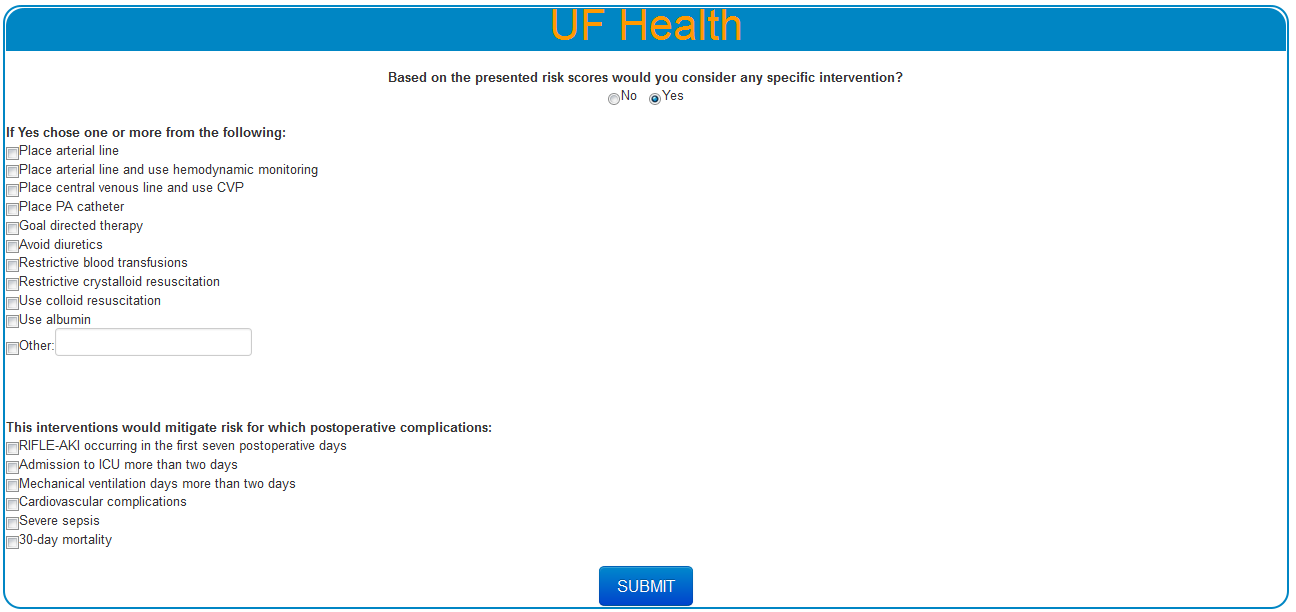 UF Health
Based on the presented risk scores would you consider any specific intervention?
No Yes
If Yes chose one or more from the following:
Place arterial line
Place arterial line and use hemodynamic monitoring
Place central venous line and use CVP
Place PA catheter
Goal directed therapy
Avoid diuretics
Restrictive blood transfusions
Restrictive crystalloid resuscitation
Use colloid resuscitation
Use albumin
Other:
This interventions would mitigate risk for which postoperative complications:
RIFLE-AKI occurring in the first seven postoperative days
Admission to ICU more than two days
Mechanical ventilation days more than two days
Cardiovascular complications
Severe sepsis
30-day mortality
SUBMIT